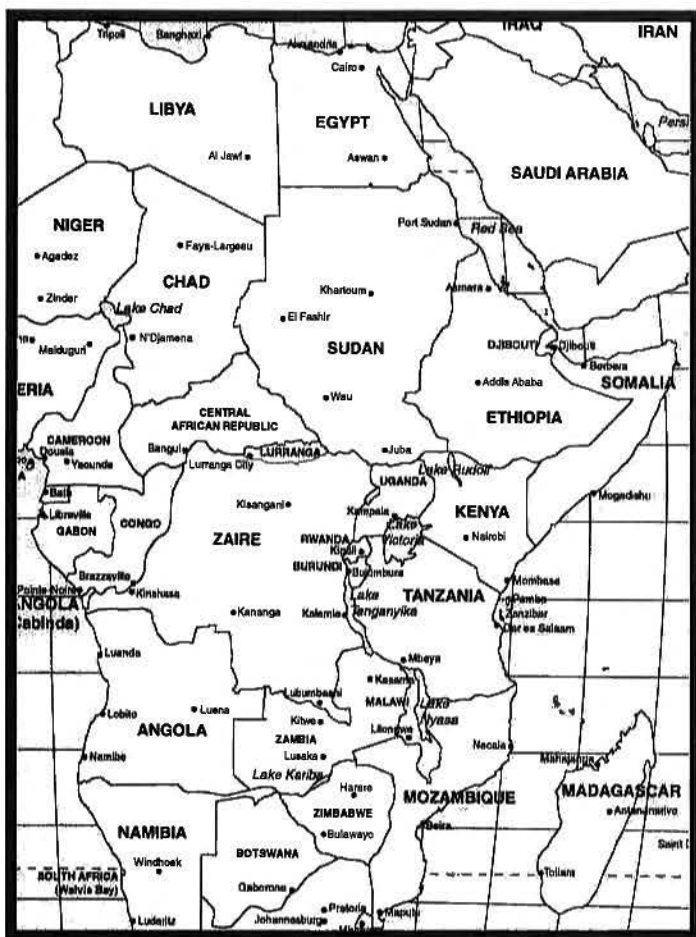 IRAQ
IRAN
Tripoli
Banghazi
Alexandria
Cairo
LIBYA
EGYPT
Persi
Al Jawf
Aswan
SAUDI ARABIA
NIGER
Port Sudan
Red Sea
Faya-Largeau
Agadez
CHAD
Khartoum
Asmara
Zinder
Lake Chad
El Fashir
N'Djamena
SUDAN
DJIBOUTI
Djibouti
Maiduguri
Berbera
ERIA
Addis Ababa
SOMALIA
Wau
CENTRAL
AFRICAN REPUBLIC
ETHIOPIA
CAMEROON
Douala
Bangui
LURRANGA
Juba
Yaounde
Lurranga City
Lake Rudolf
UGANDA
Bata
Kisangani
Mogadishu
Libreville
CONGO
Kampala
KENYA
GABON
ZAIRE
Lake
Victoria
Nairobi
RWANDA
Kigali
BURUNDI
Bujumbura
Brazzaville
Mombasa
Pointe-Noire
Kinshasa
Lake
Tanganyika
TANZANIA
Pemba
ANGOLA
(Cabinda)
Kananga
Kalemie
Zanzibar
Dar es Salaam
Luanda
Mbeya
Kasama
Lubumbashi
MALAWI
Lake
Nyasa
Lobito
Luena
Kitwe
ANGOLA
ZAMBIA
Lilongwe
Nacala
Namibe
Lusaka
Mahajanga
Lake Kariba
Harare
MOZAMBIQUE
MADAGASCAR
ZIMBABWE
Antananarivo
NAMIBIA
Beira
Bulawayo
BOTSWANA
Windhoek
SOUTH AFRICA
(Walvis Bay)
Gaborone
Toliara
Pretoria
Maputo
Luderitz
Johannesburg